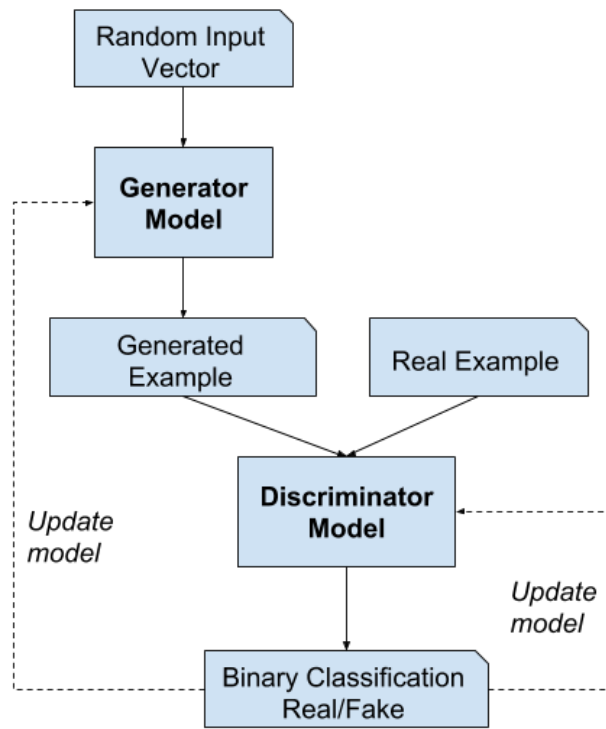 Random Input
Vector
Generator
Model
Generated
Example
Real Example
Discriminator
Model
Update
model
Update
model
Binary Classification
Real/Fake